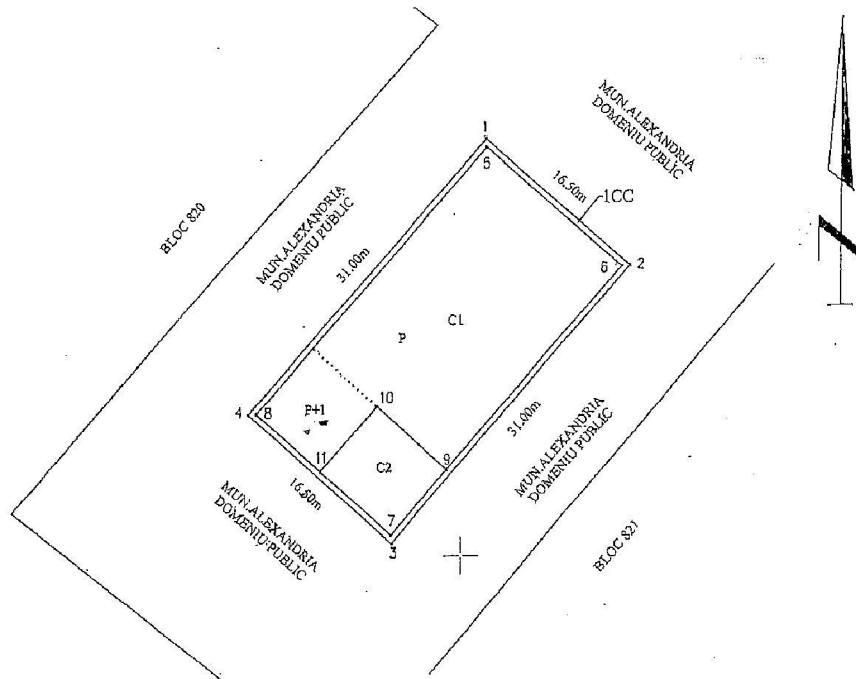 MUN.ALEXANDRIA
DOMENIU PUBLIC
1
5
16.50m
1CC
6
2
BLOC 820
MUN.ALEXANDRIA
DOMENIU PUBLIC
31.00m
C1
P
10
P+1
4
8
11
C2
9
31.00m
MUN.ALEXANDRIA
DOMENIU PUBLIC
16.50m
7
3
MUN.ALEXANDRIA
DOMENIU PUBLIC
BLOC 821